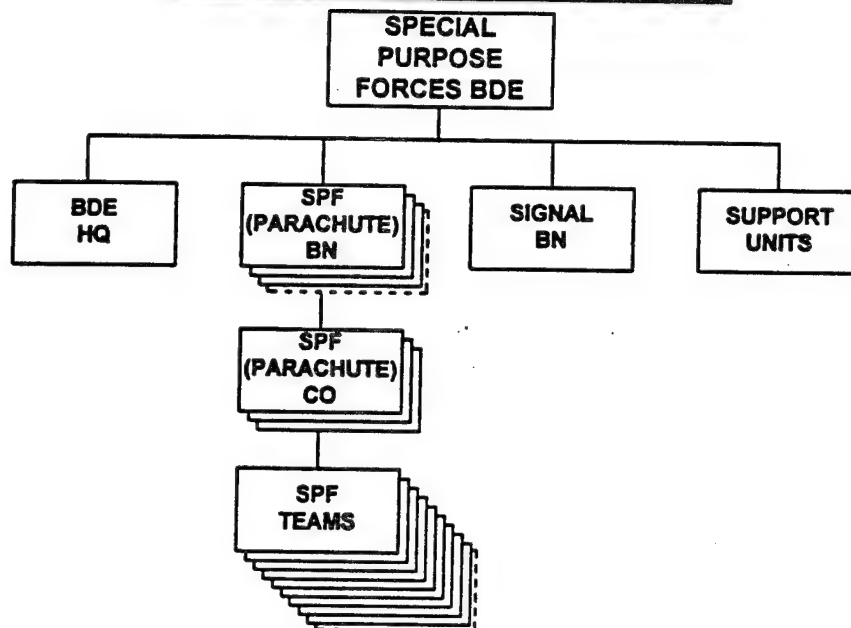 SPECIAL
PURPOSE
FORCES BDE
BDE
HQ
SPF
(PARACHUTE)
BN
SIGNAL
BN
SUPPORT
UNITS
SPF
(PARACHUTE)
CO
SPF
TEAMS